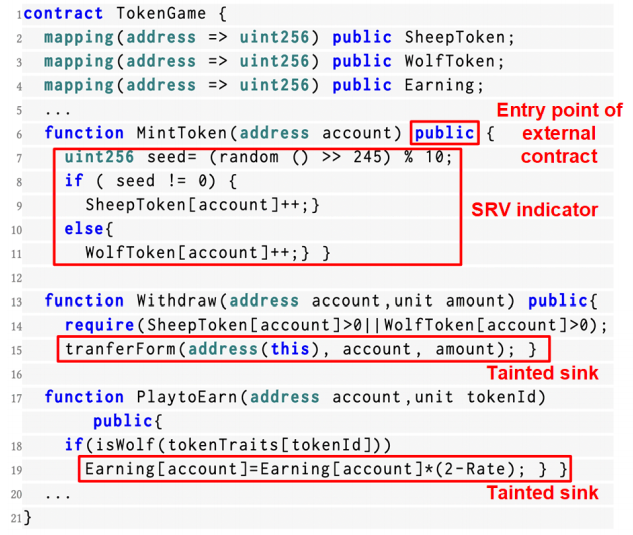 1contract TokenGame {
2 mapping(address => uint256) public SheepToken;
3 mapping(address => uint256) public WolfToken;
4 mapping(address => uint256) public Earning;
5 ...
Entry point of
6 function MintToken(address account) public {
external
7 uint256 seed= (random () >> 245) % 10;
contract
8 if ( seed != 0) {
9 SheepToken[account]++;}
SRV indicator
10 else{
11 WolfToken[account]++;} }
12
13 function Withdraw(address account,unit amount) public{
14 require(SheepToken[account]>0||WolfToken[account]>0);
15 tranferForm(address(this), account, amount); }
16
Tainted sink
17 function PlaytoEarn(address account,unit tokenId)
public{
18 if(isWolf(tokenTraits[tokenId]))
19 Earning[account]=Earning[account]*(2-Rate); } }
20 ...
Tainted sink
21}